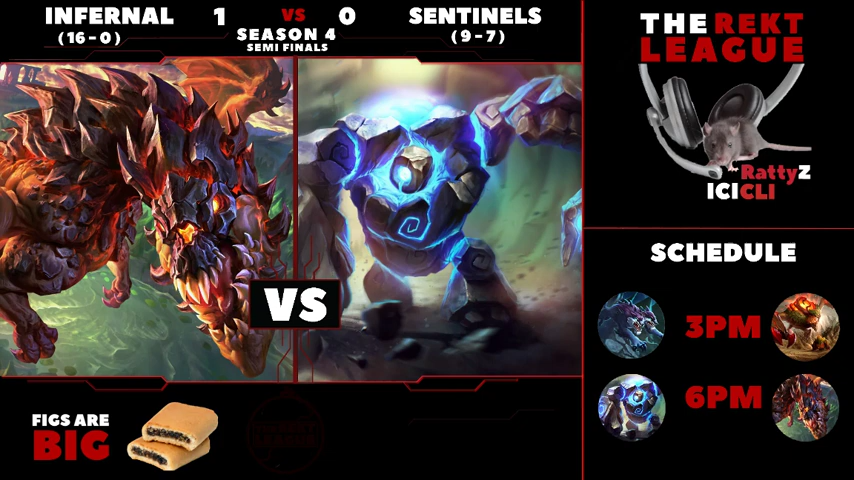 INFERNAL 1 VS 0 SENTINELS
(16-0) SEASON 4 (9-7)
SEMI FINALS
VS
FIGS ARE
BIG
THE REKT
LEAGUE
RattyZ
ICICLI
SCHEDULE
3PM
6PM